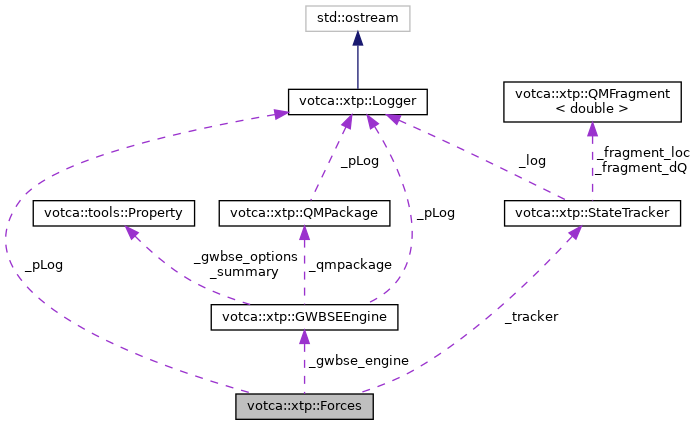 std::ostream
votca::xtp::Logger
votca::xtp::QMFragment
< double >
_pLog
_log
_fragment_loc
_fragment_dQ
votca::tools::Property
votca::xtp::QMPackage
votca::xtp::StateTracker
_pLog
_gwbse_options
_summary
_qmpackage
_pLog
votca::xtp::GWBSEEngine
_tracker
_gwbse_engine
votca::xtp::Forces